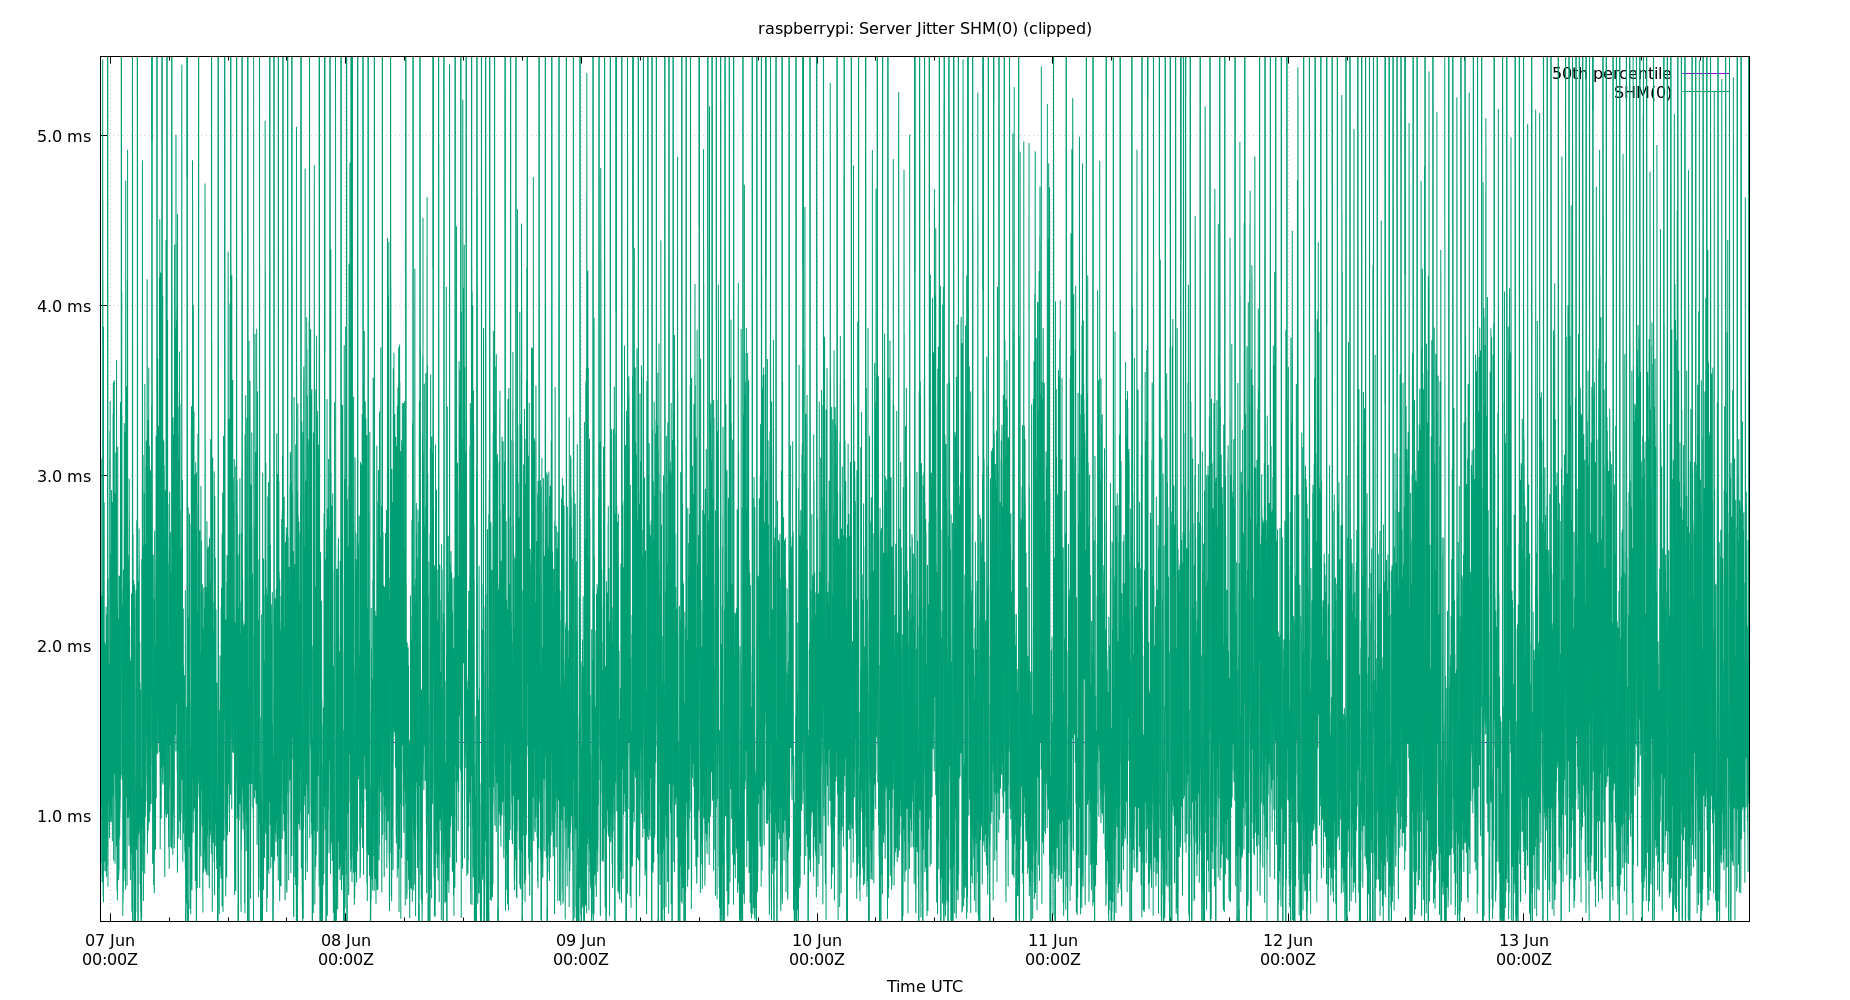 raspberrypi: Server Jitter SHM(0) (clipped)
50th percentile
SHM(0)
5.0 ms
4.0 ms
3.0 ms
2.0 ms
1.0 ms
07 Jun 08 Jun 09 Jun 10 Jun 11 Jun 12 Jun 13 Jun
00:00Z 00:00Z 00:00Z 00:00Z 00:00Z 00:00Z 00:00Z
Time UTC